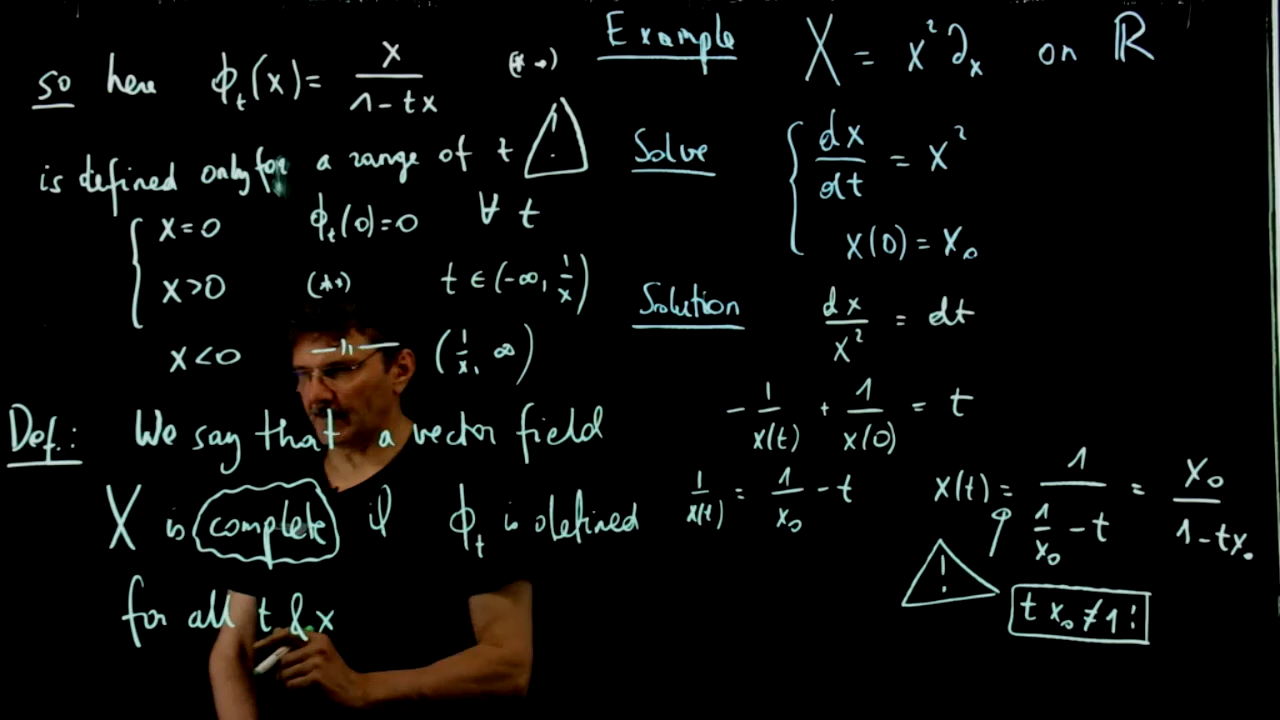 so here ϕₜ(x) = x / (1 - tx) (**)
is defined only for a range of t ⚠
{ x=0 ϕₜ(0)=0 ∀ t
x>0 (**) t ∈ (-∞, 1/x)
x<0 —"— (1/x, ∞)
Def.: We say that a vector field
X is complete if ϕₜ is defined
for all t & x
Example X = x² ∂ₓ on ℝ
Solve { dx/dt = x²
x(0) = x₀
Solution dx/x² = dt
- 1/x(t) + 1/x(0) = t
1/x(t) = 1/x₀ - t x(t) = 1 / (1/x₀ - t) = x₀ / (1 - tx₀)
⚠ t x₀ ≠ 1!